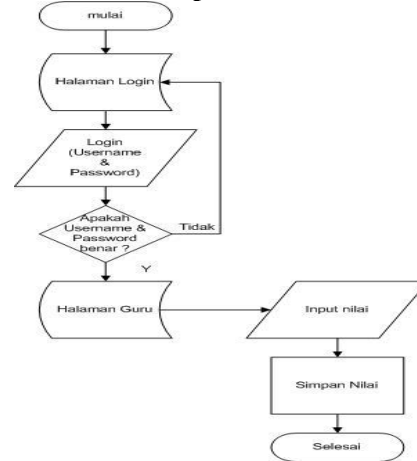 mulai
Halaman Login
Login
(Username
&
Password)
Apakah
Username &
Password
benar ?
Tidak
Y
Halaman Guru
Input nilai
Simpan Nilai
Selesai